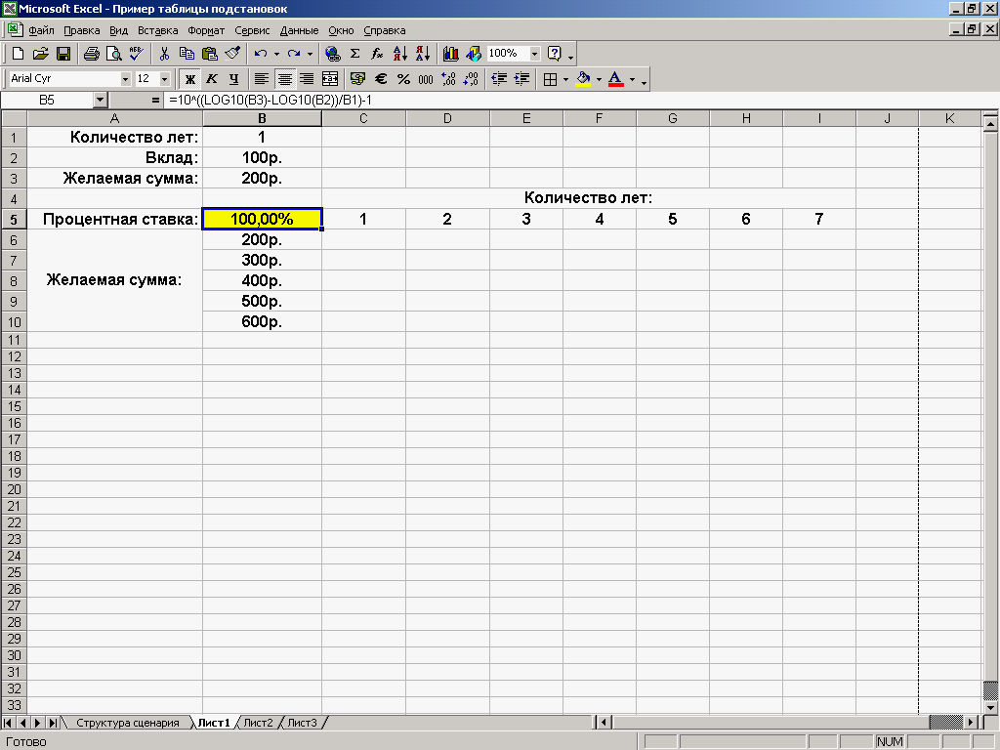 Microsoft Excel - Пример таблицы подстановок
Файл Правка Вид Вставка Формат Сервис Данные Окно Справка
100%
Arial Cyr 12 Ж К Ч € % 000
B5 = =10^((LOG10(B3)-LOG10(B2))/B1)-1
A B C D E F G H I J K
1 Количество лет: 1
2 Вклад: 100р.
3 Желаемая сумма: 200р.
4 Количество лет:
5 Процентная ставка: 100,00% 1 2 3 4 5 6 7
6 200р.
7 300р.
8 Желаемая сумма: 400р.
9 500р.
10 600р.
11
12
13
14
15
16
17
18
19
20
21
22
23
24
25
26
27
28
29
30
31
32
33
Структура сценария Лист1 Лист2 Лист3
Готово NUM